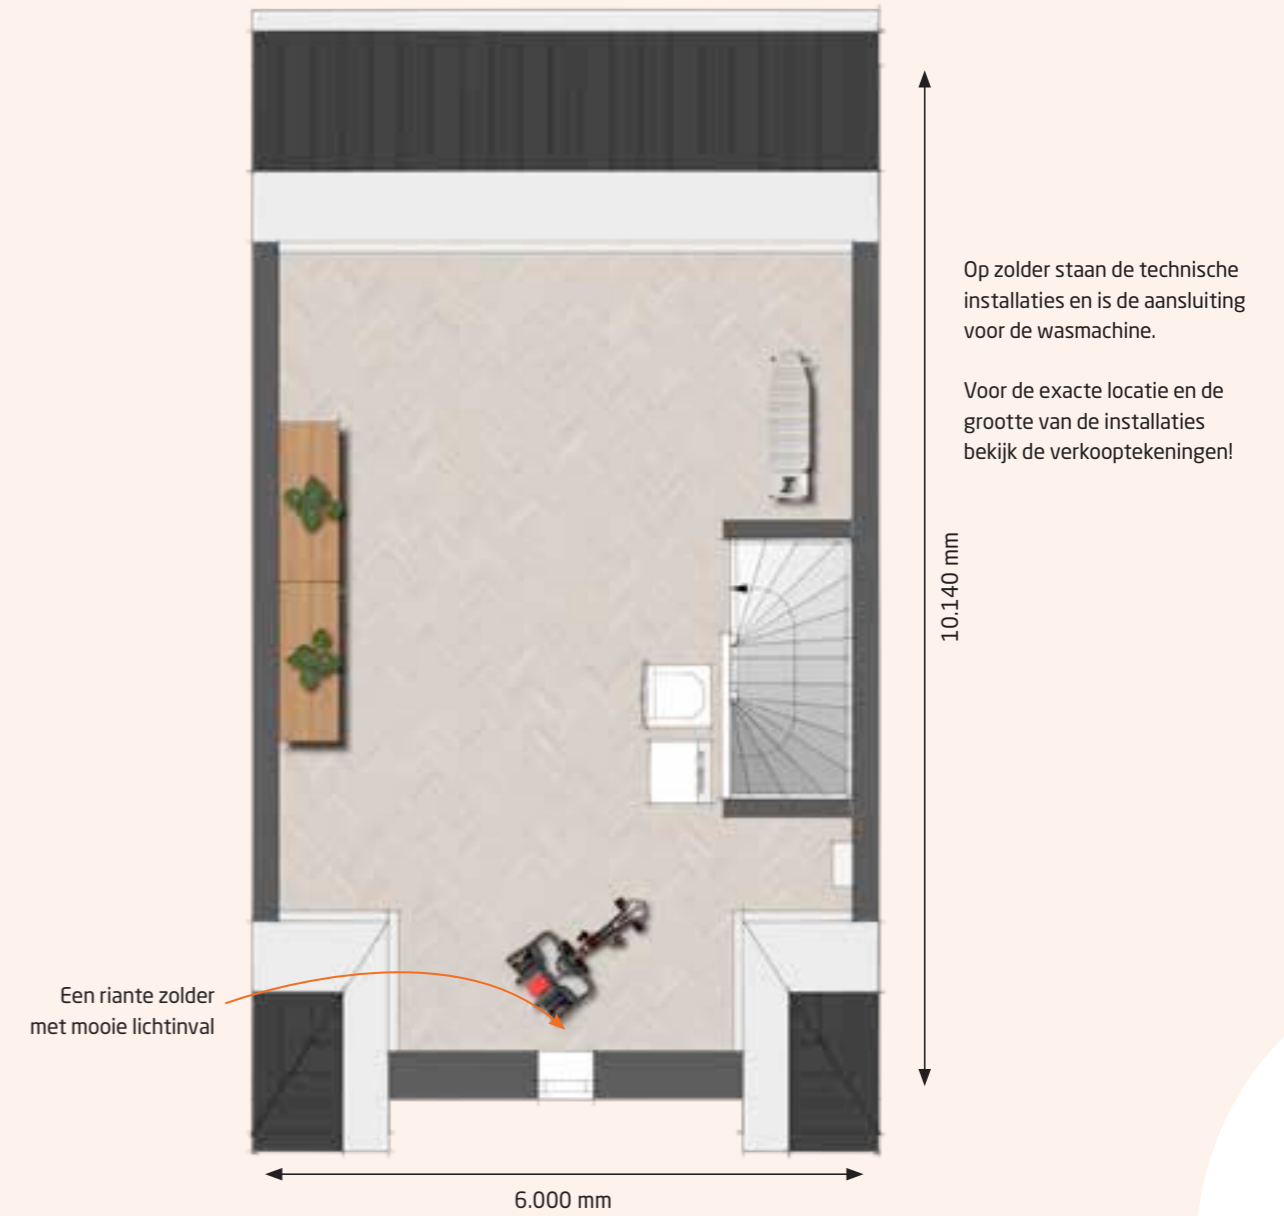 Op zolder staan de technische
installaties en is de aansluiting
voor de wasmachine.
Voor de exacte locatie en de
grootte van de installaties
bekijk de verkooptekeningen!
10.140 mm
Een riante zolder
met mooie lichtinval
6.000 mm